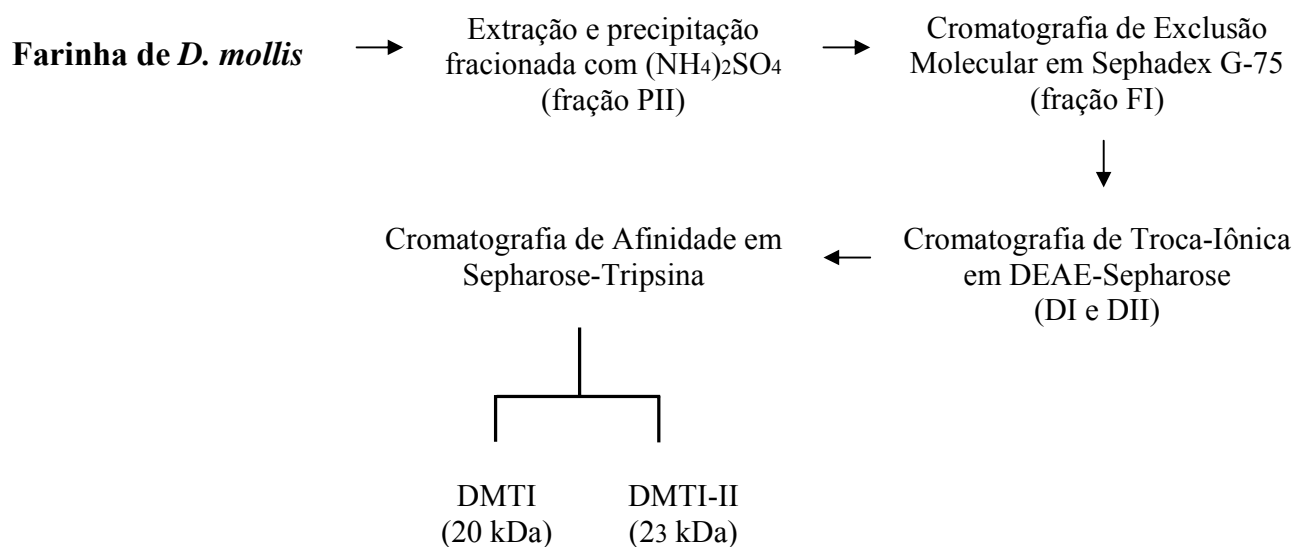 Farinha de D. mollis
Extração e precipitação
fracionada com (NH4)2SO4
(fração PII)
Cromatografia de Exclusão
Molecular em Sephadex G-75
(fração FI)
Cromatografia de Troca-Iônica
em DEAE-Sepharose
(DI e DII)
Cromatografia de Afinidade em
Sepharose-Tripsina
DMTI
(20 kDa)
DMTI-II
(23 kDa)